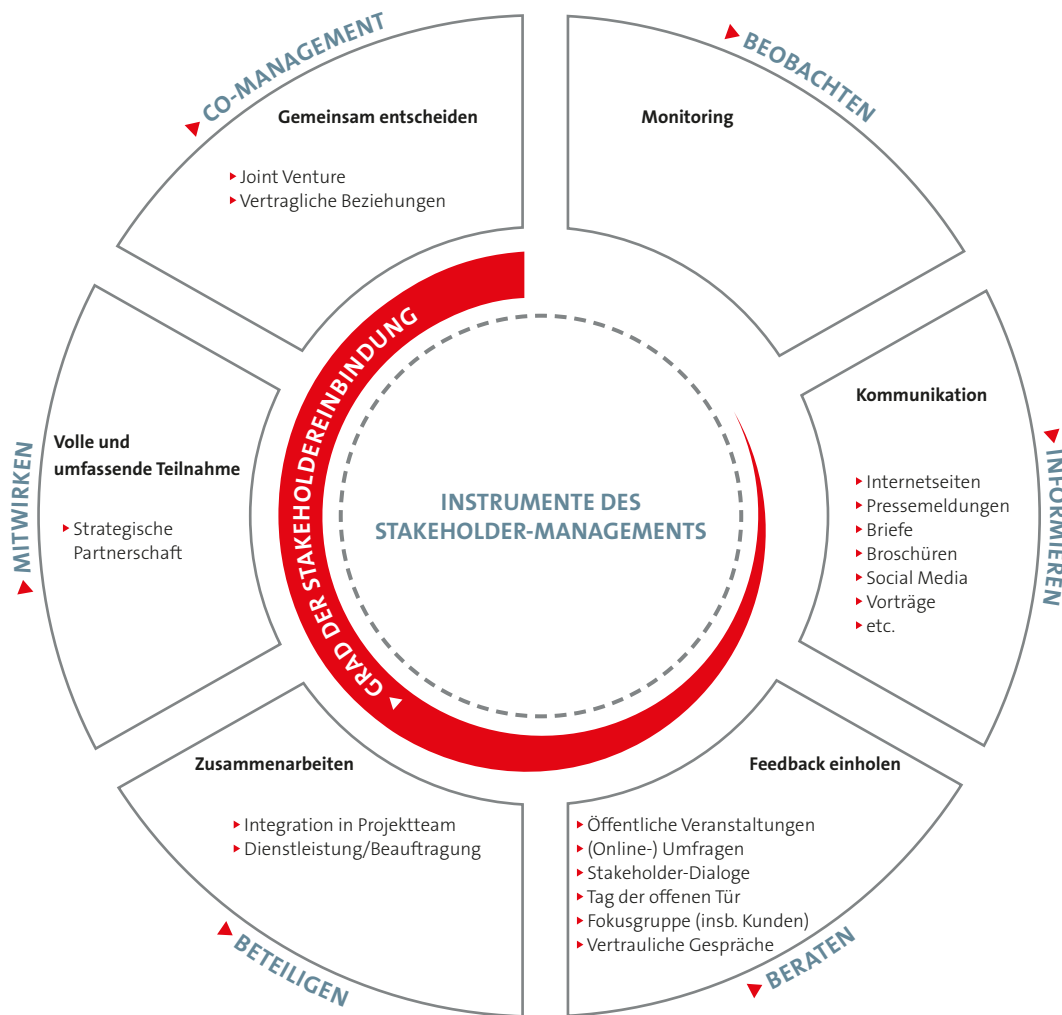 BEOBACHTEN
Monitoring
INFORMIEREN
Kommunikation
Internetseiten
Pressemeldungen
Briefe
Broschüren
Social Media
Vorträge
etc.
BERATEN
Feedback einholen
Öffentliche Veranstaltungen
(Online-) Umfragen
Stakeholder-Dialoge
Tag der offenen Tür
Fokusgruppe (insb. Kunden)
Vertrauliche Gespräche
BETEILIGEN
Zusammenarbeiten
Integration in Projektteam
Dienstleistung/Beauftragung
MITWIRKEN
Volle und
umfassende Teilnahme
Strategische
Partnerschaft
CO-MANAGEMENT
Gemeinsam entscheiden
Joint Venture
Vertragliche Beziehungen
GRAD DER STAKEHOLDEREINBINDUNG
INSTRUMENTE DES
STAKEHOLDER-MANAGEMENTS